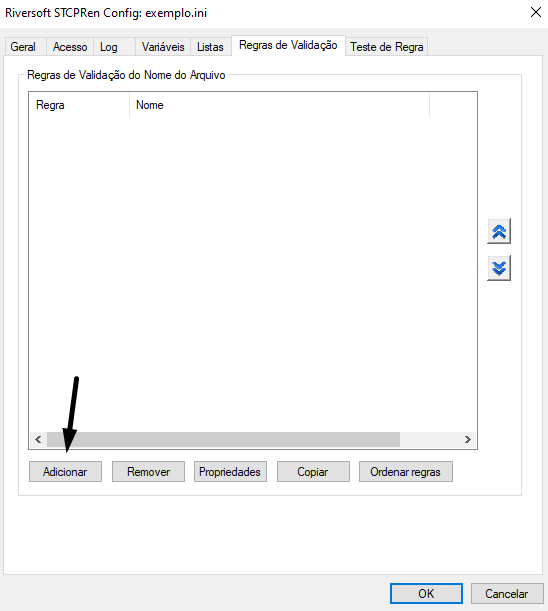 Riversoft STCPRen Config: exemplo.ini
Geral Acesso Log Variáveis Listas Regras de Validação Teste de Regra
Regras de Validação do Nome do Arquivo
Regra Nome
Adicionar Remover Propriedades Copiar Ordenar regras
OK Cancelar